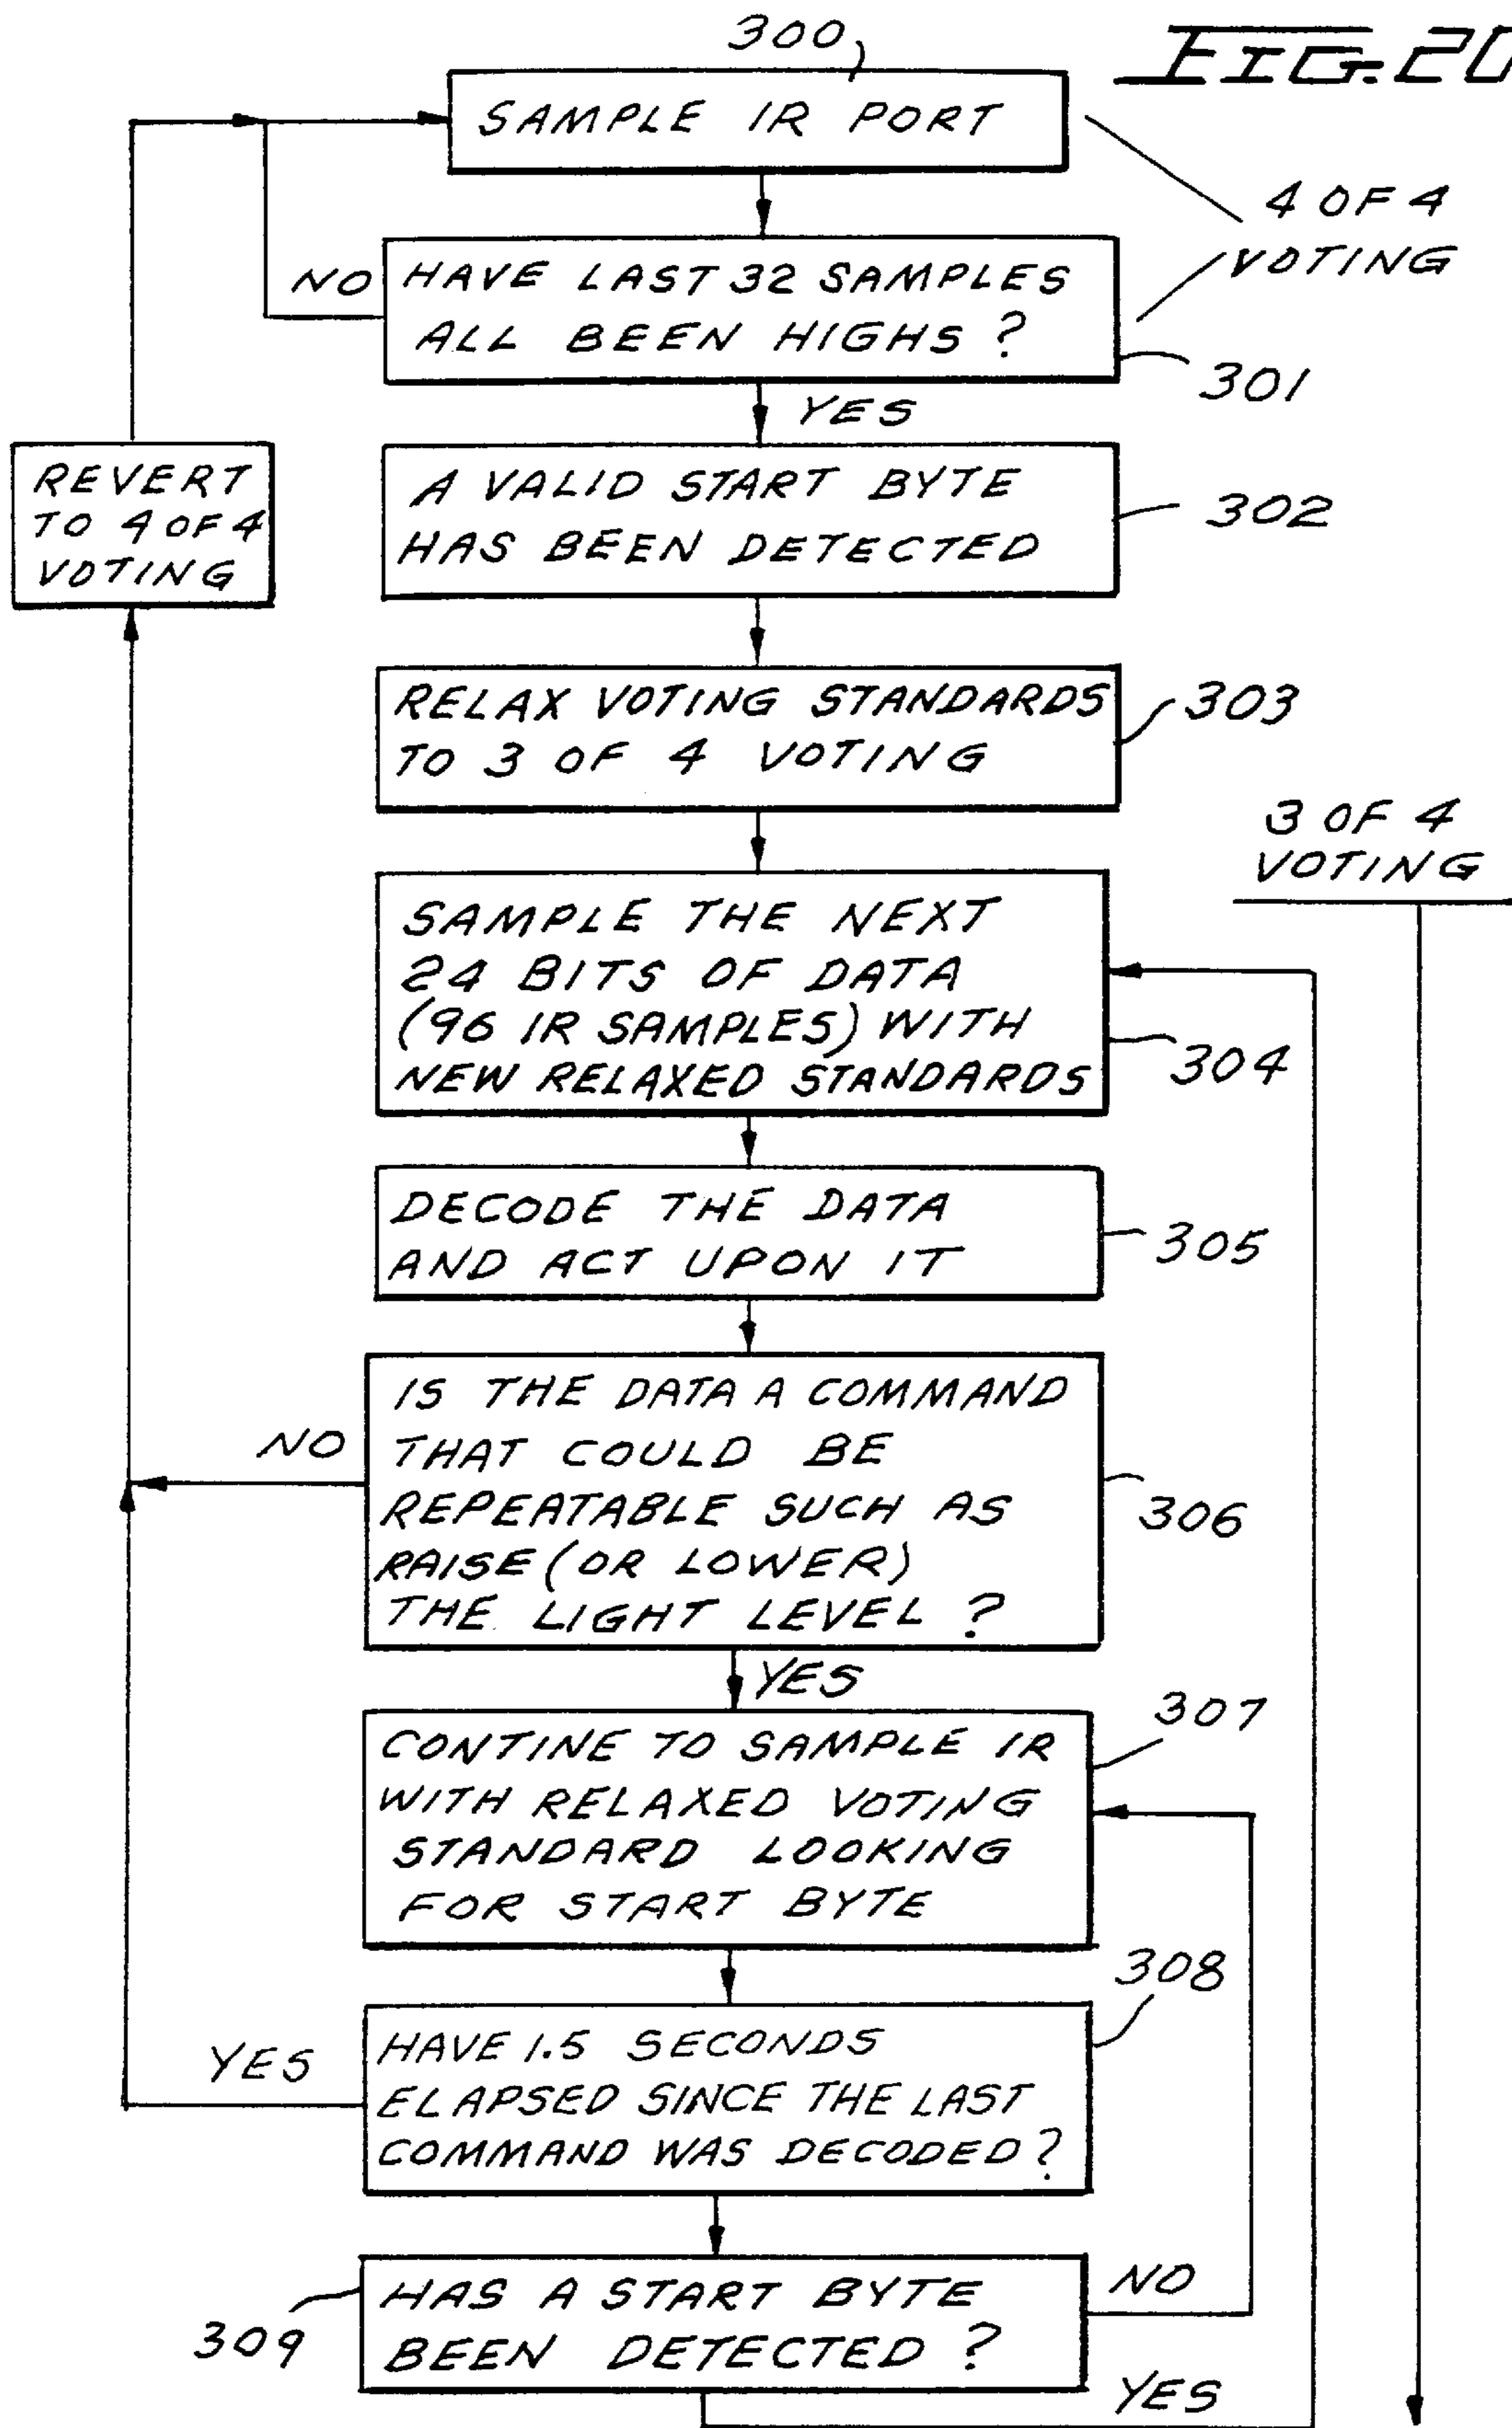 300
FIG. 20
SAMPLE IR PORT
4 OF 4
VOTING
NO
HAVE LAST 32 SAMPLES
ALL BEEN HIGHS ?
301
YES
REVERT
TO 4 OF 4
VOTING
A VALID START BYTE
HAS BEEN DETECTED
302
RELAX VOTING STANDARDS
TO 3 OF 4 VOTING
303
3 OF 4
VOTING
SAMPLE THE NEXT
24 BITS OF DATA
(96 IR SAMPLES) WITH
NEW RELAXED STANDARDS
304
DECODE THE DATA
AND ACT UPON IT
305
NO
IS THE DATA A COMMAND
THAT COULD BE
REPEATABLE SUCH AS
RAISE (OR LOWER)
THE LIGHT LEVEL ?
306
YES
307
CONTINE TO SAMPLE IR
WITH RELAXED VOTING
STANDARD LOOKING
FOR START BYTE
308
YES
HAVE 1.5 SECONDS
ELAPSED SINCE THE LAST
COMMAND WAS DECODED?
309
HAS A START BYTE
BEEN DETECTED ?
NO
YES